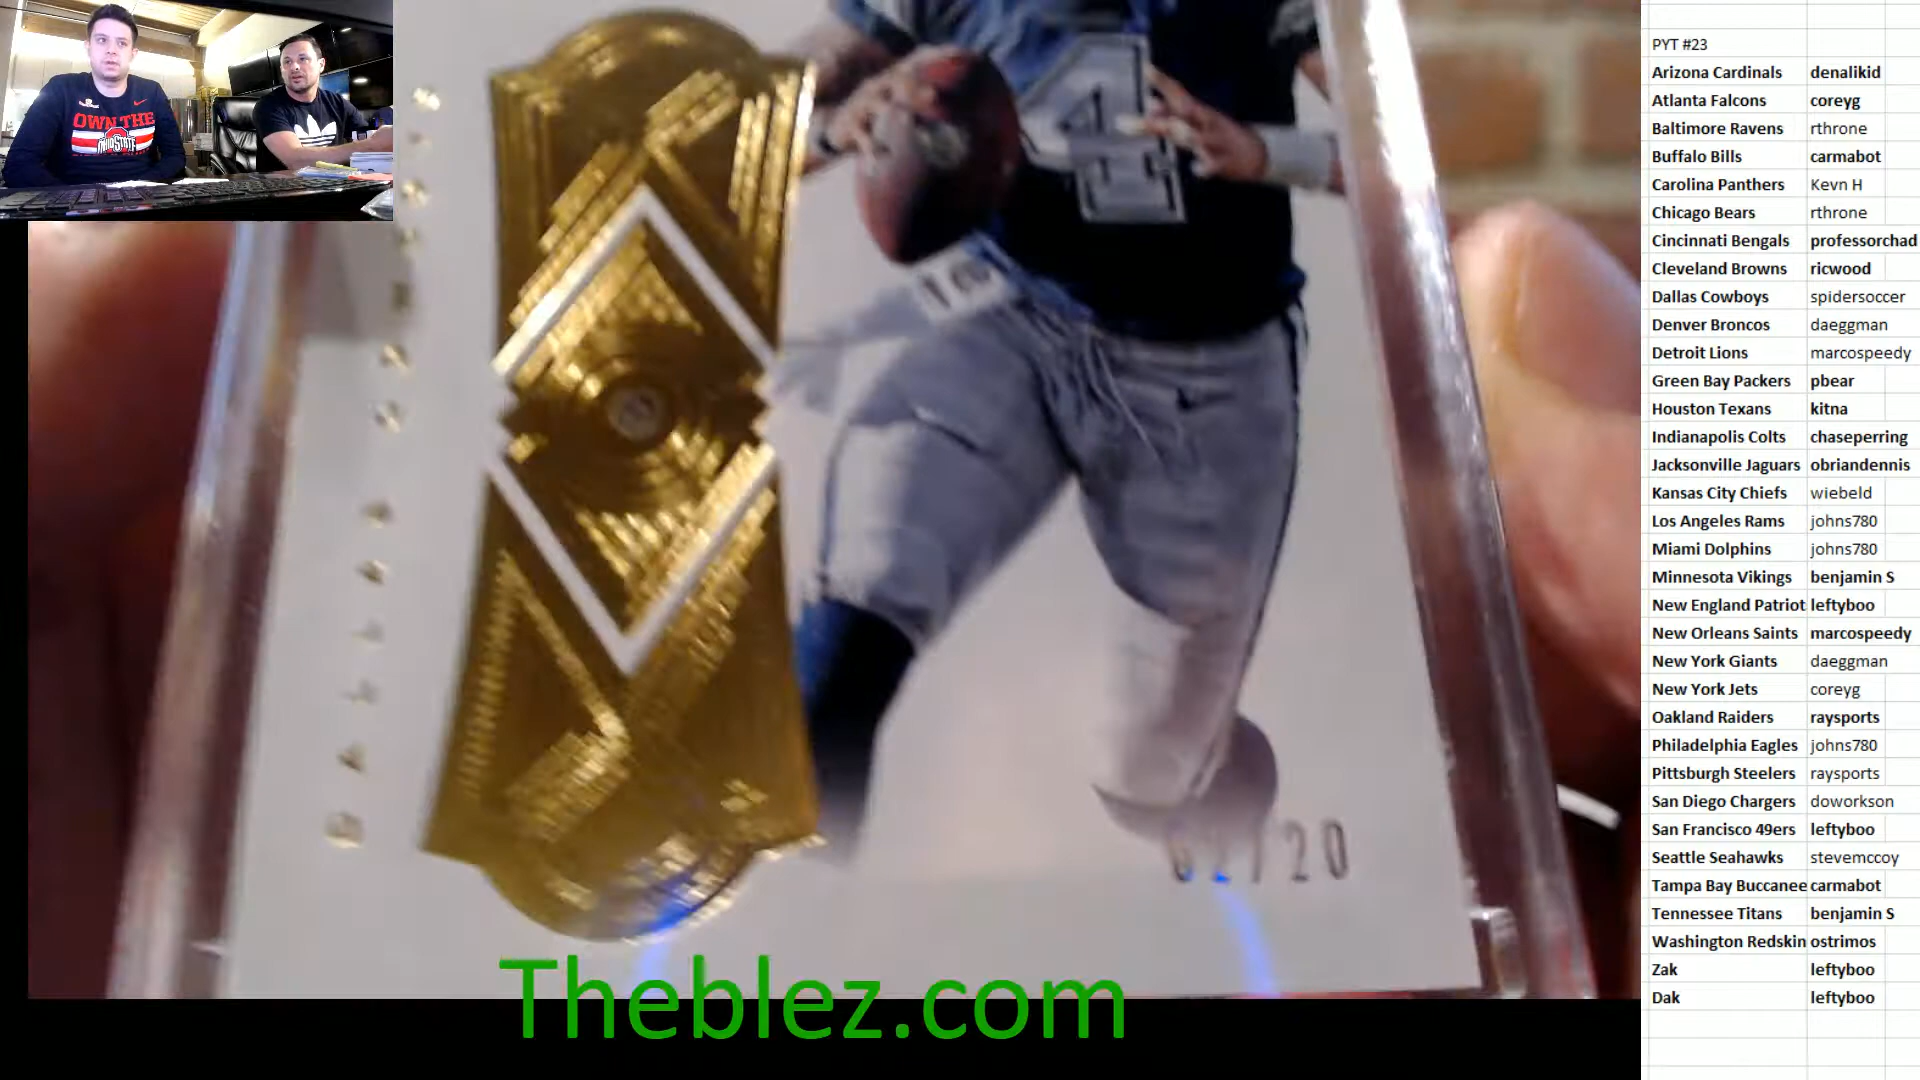 OWN THE
OHIO STATE
4
16
02/20
Theblez.com
PYT #23
Arizona Cardinals denalikid
Atlanta Falcons coreyg
Baltimore Ravens rthrone
Buffalo Bills carmabot
Carolina Panthers Kevn H
Chicago Bears rthrone
Cincinnati Bengals professorchad
Cleveland Browns ricwood
Dallas Cowboys spidersoccer
Denver Broncos daeggman
Detroit Lions marcospeedy
Green Bay Packers pbear
Houston Texans kitna
Indianapolis Colts chaseperring
Jacksonville Jaguars obriandennis
Kansas City Chiefs wiebeld
Los Angeles Rams johns780
Miami Dolphins johns780
Minnesota Vikings benjamin S
New England Patriot leftyboo
New Orleans Saints marcospeedy
New York Giants daeggman
New York Jets coreyg
Oakland Raiders raysports
Philadelphia Eagles johns780
Pittsburgh Steelers raysports
San Diego Chargers doworkson
San Francisco 49ers leftyboo
Seattle Seahawks stevemccoy
Tampa Bay Buccanee carmabot
Tennessee Titans benjamin S
Washington Redskin ostrimos
Zak leftyboo
Dak leftyboo